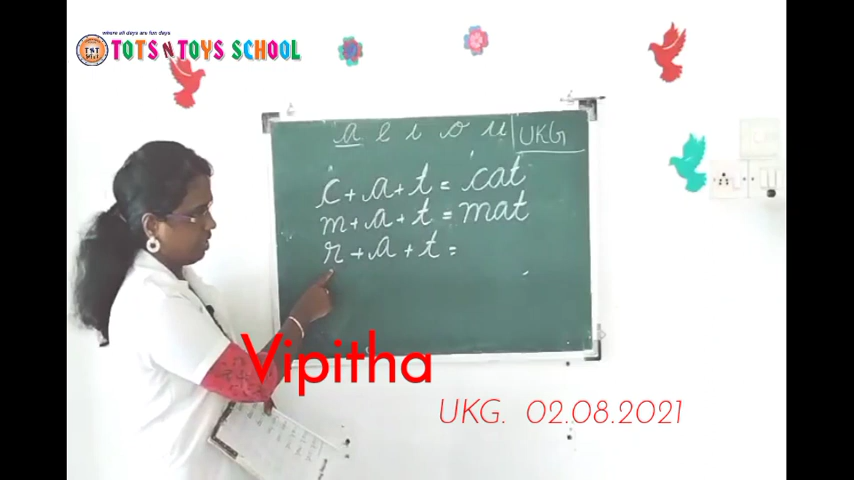 where all days are fun days
TOTS N TOYS SCHOOL
a e i o u UKG
c+a+t = cat
m+a+t = mat
r+a+t =
Vipitha
UKG. 02.08.2021